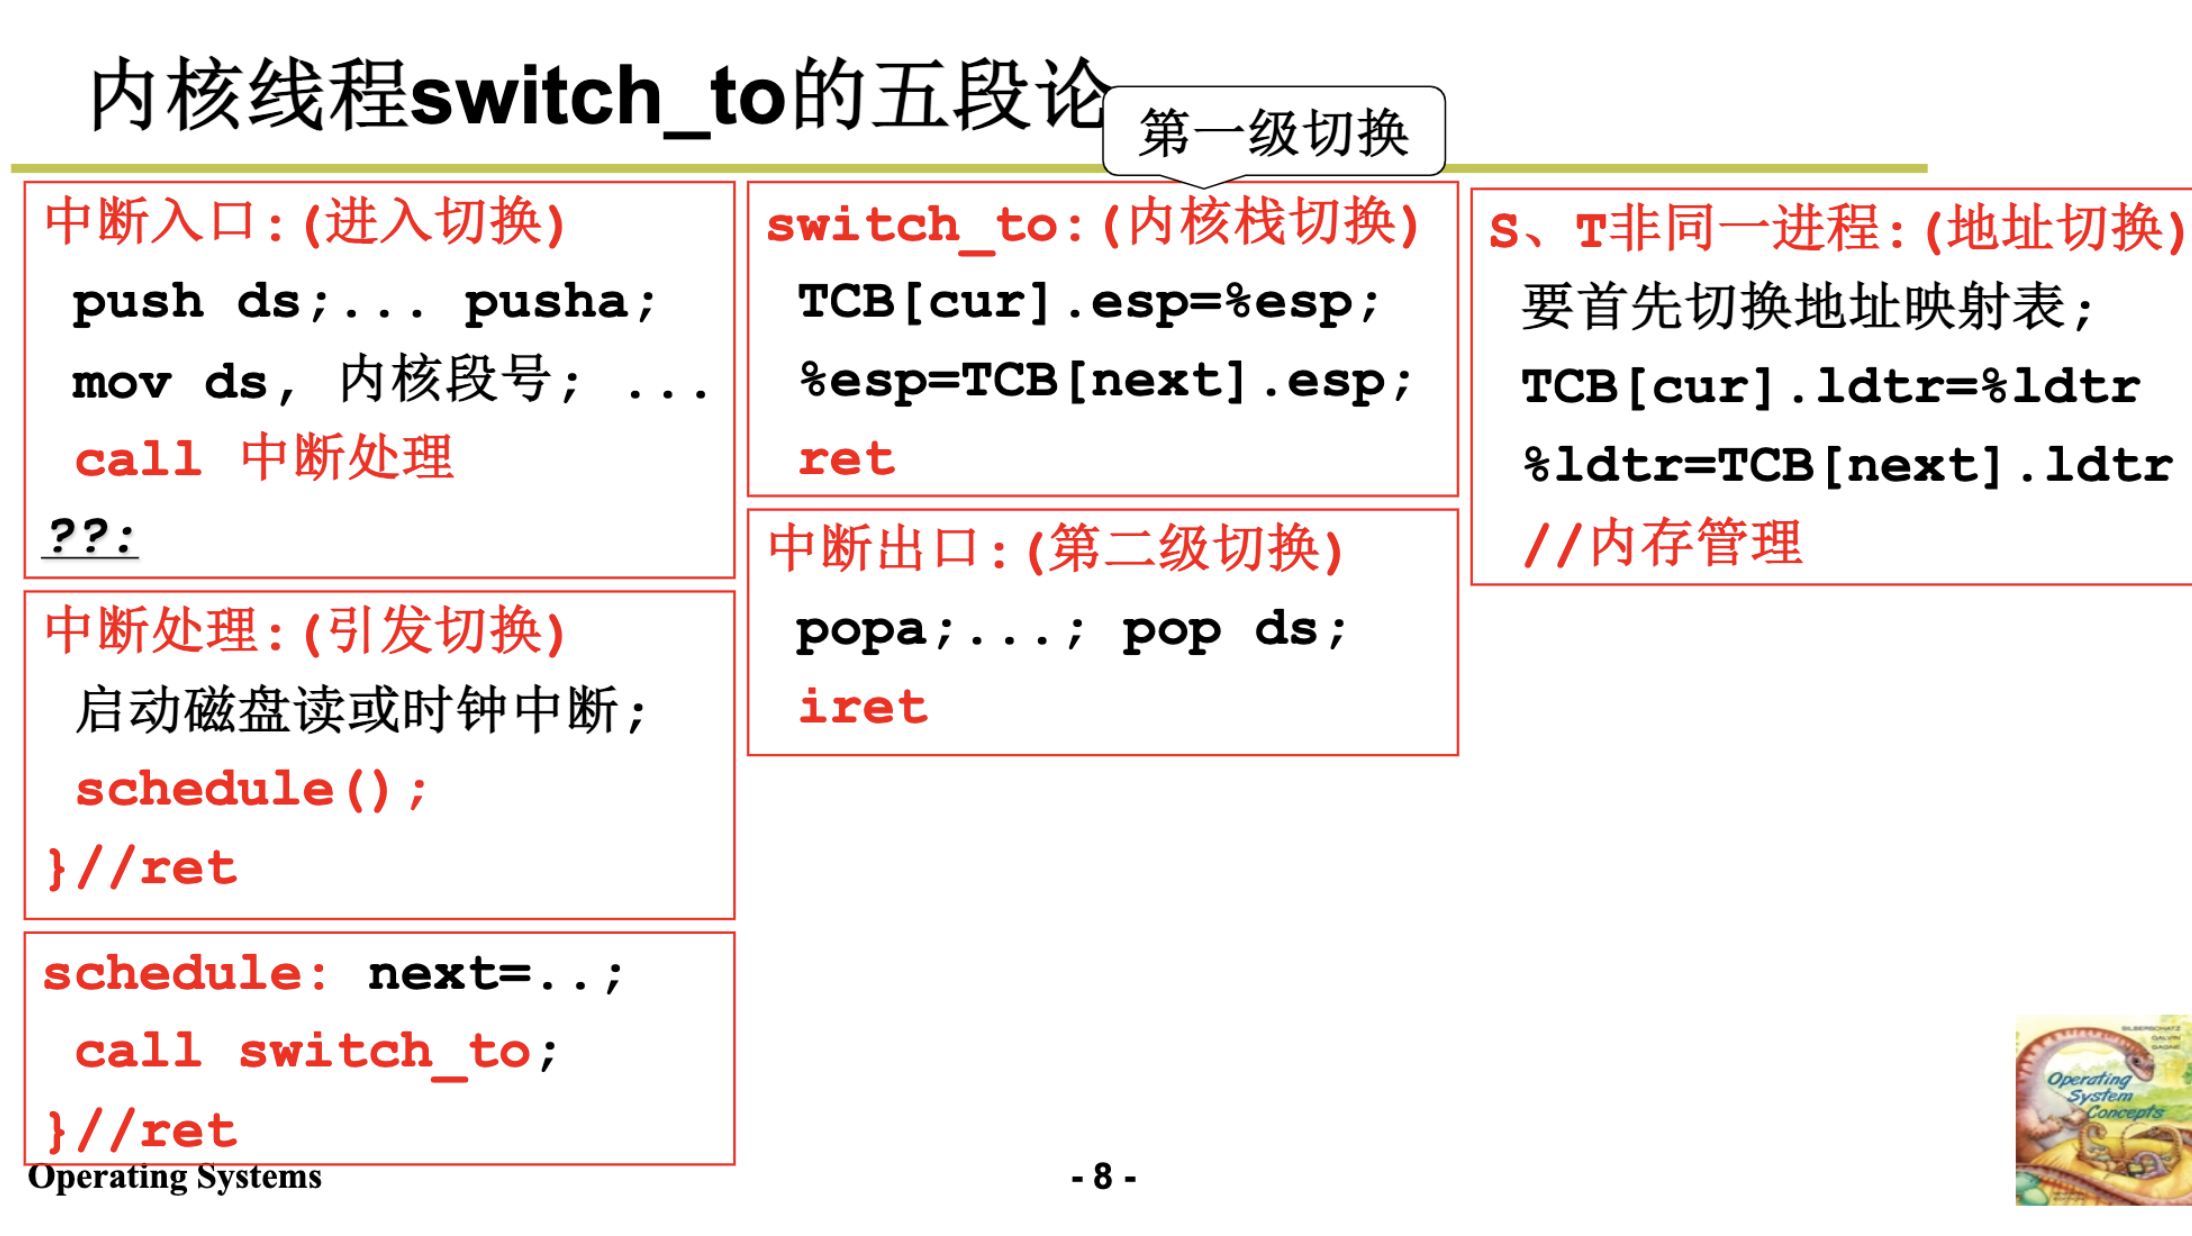 内核线程switch_to的五段论
第一级切换
中断入口:(进入切换)
push ds;... pusha;
mov ds, 内核段号; ...
call 中断处理
??:
中断处理:(引发切换)
启动磁盘读或时钟中断;
schedule();
}//ret
schedule: next=..;
call switch_to;
}//ret
switch_to:(内核栈切换)
TCB[cur].esp=%esp;
%esp=TCB[next].esp;
ret
中断出口:(第二级切换)
popa;...; pop ds;
iret
S、T非同一进程:(地址切换)
要首先切换地址映射表;
TCB[cur].ldtr=%ldtr
%ldtr=TCB[next].ldtr
//内存管理
Operating Systems
- 8 -
SILBERSCHATZ
GALVIN
GAGNE
Operating
System
Concepts